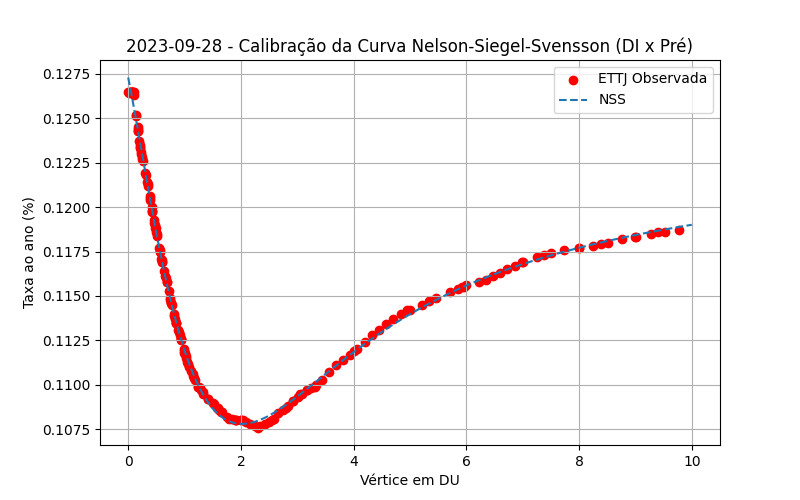 2023-09-28 - Calibração da Curva Nelson-Siegel-Svensson (DI x Pré)
ETTJ Observada
NSS
Taxa ao ano (%)
0.1275
0.1250
0.1225
0.1200
0.1175
0.1150
0.1125
0.1100
0.1075
0 2 4 6 8 10
Vértice em DU